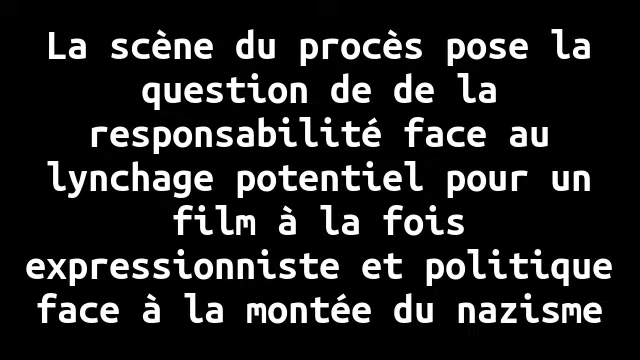 La scène du procès pose la
question de de la
responsabilité face au
lynchage potentiel pour un
film à la fois
expressionniste et politique
face à la montée du nazisme